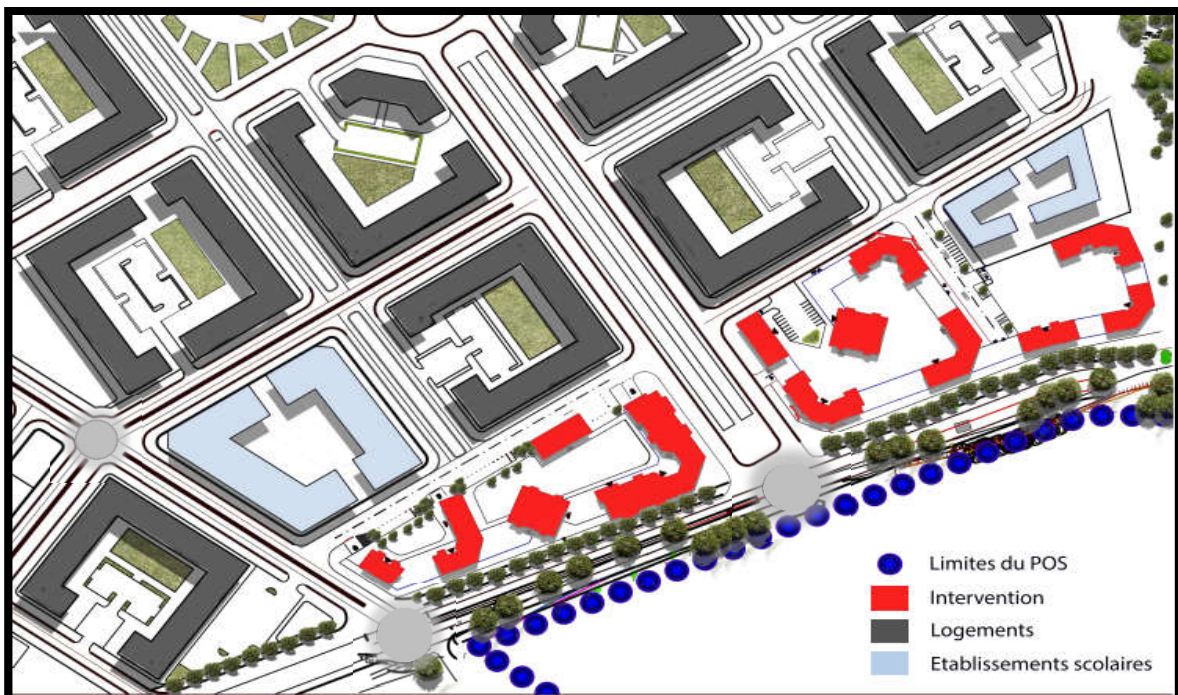 Limites du POS
Intervention
Logements
Etablissements scolaires